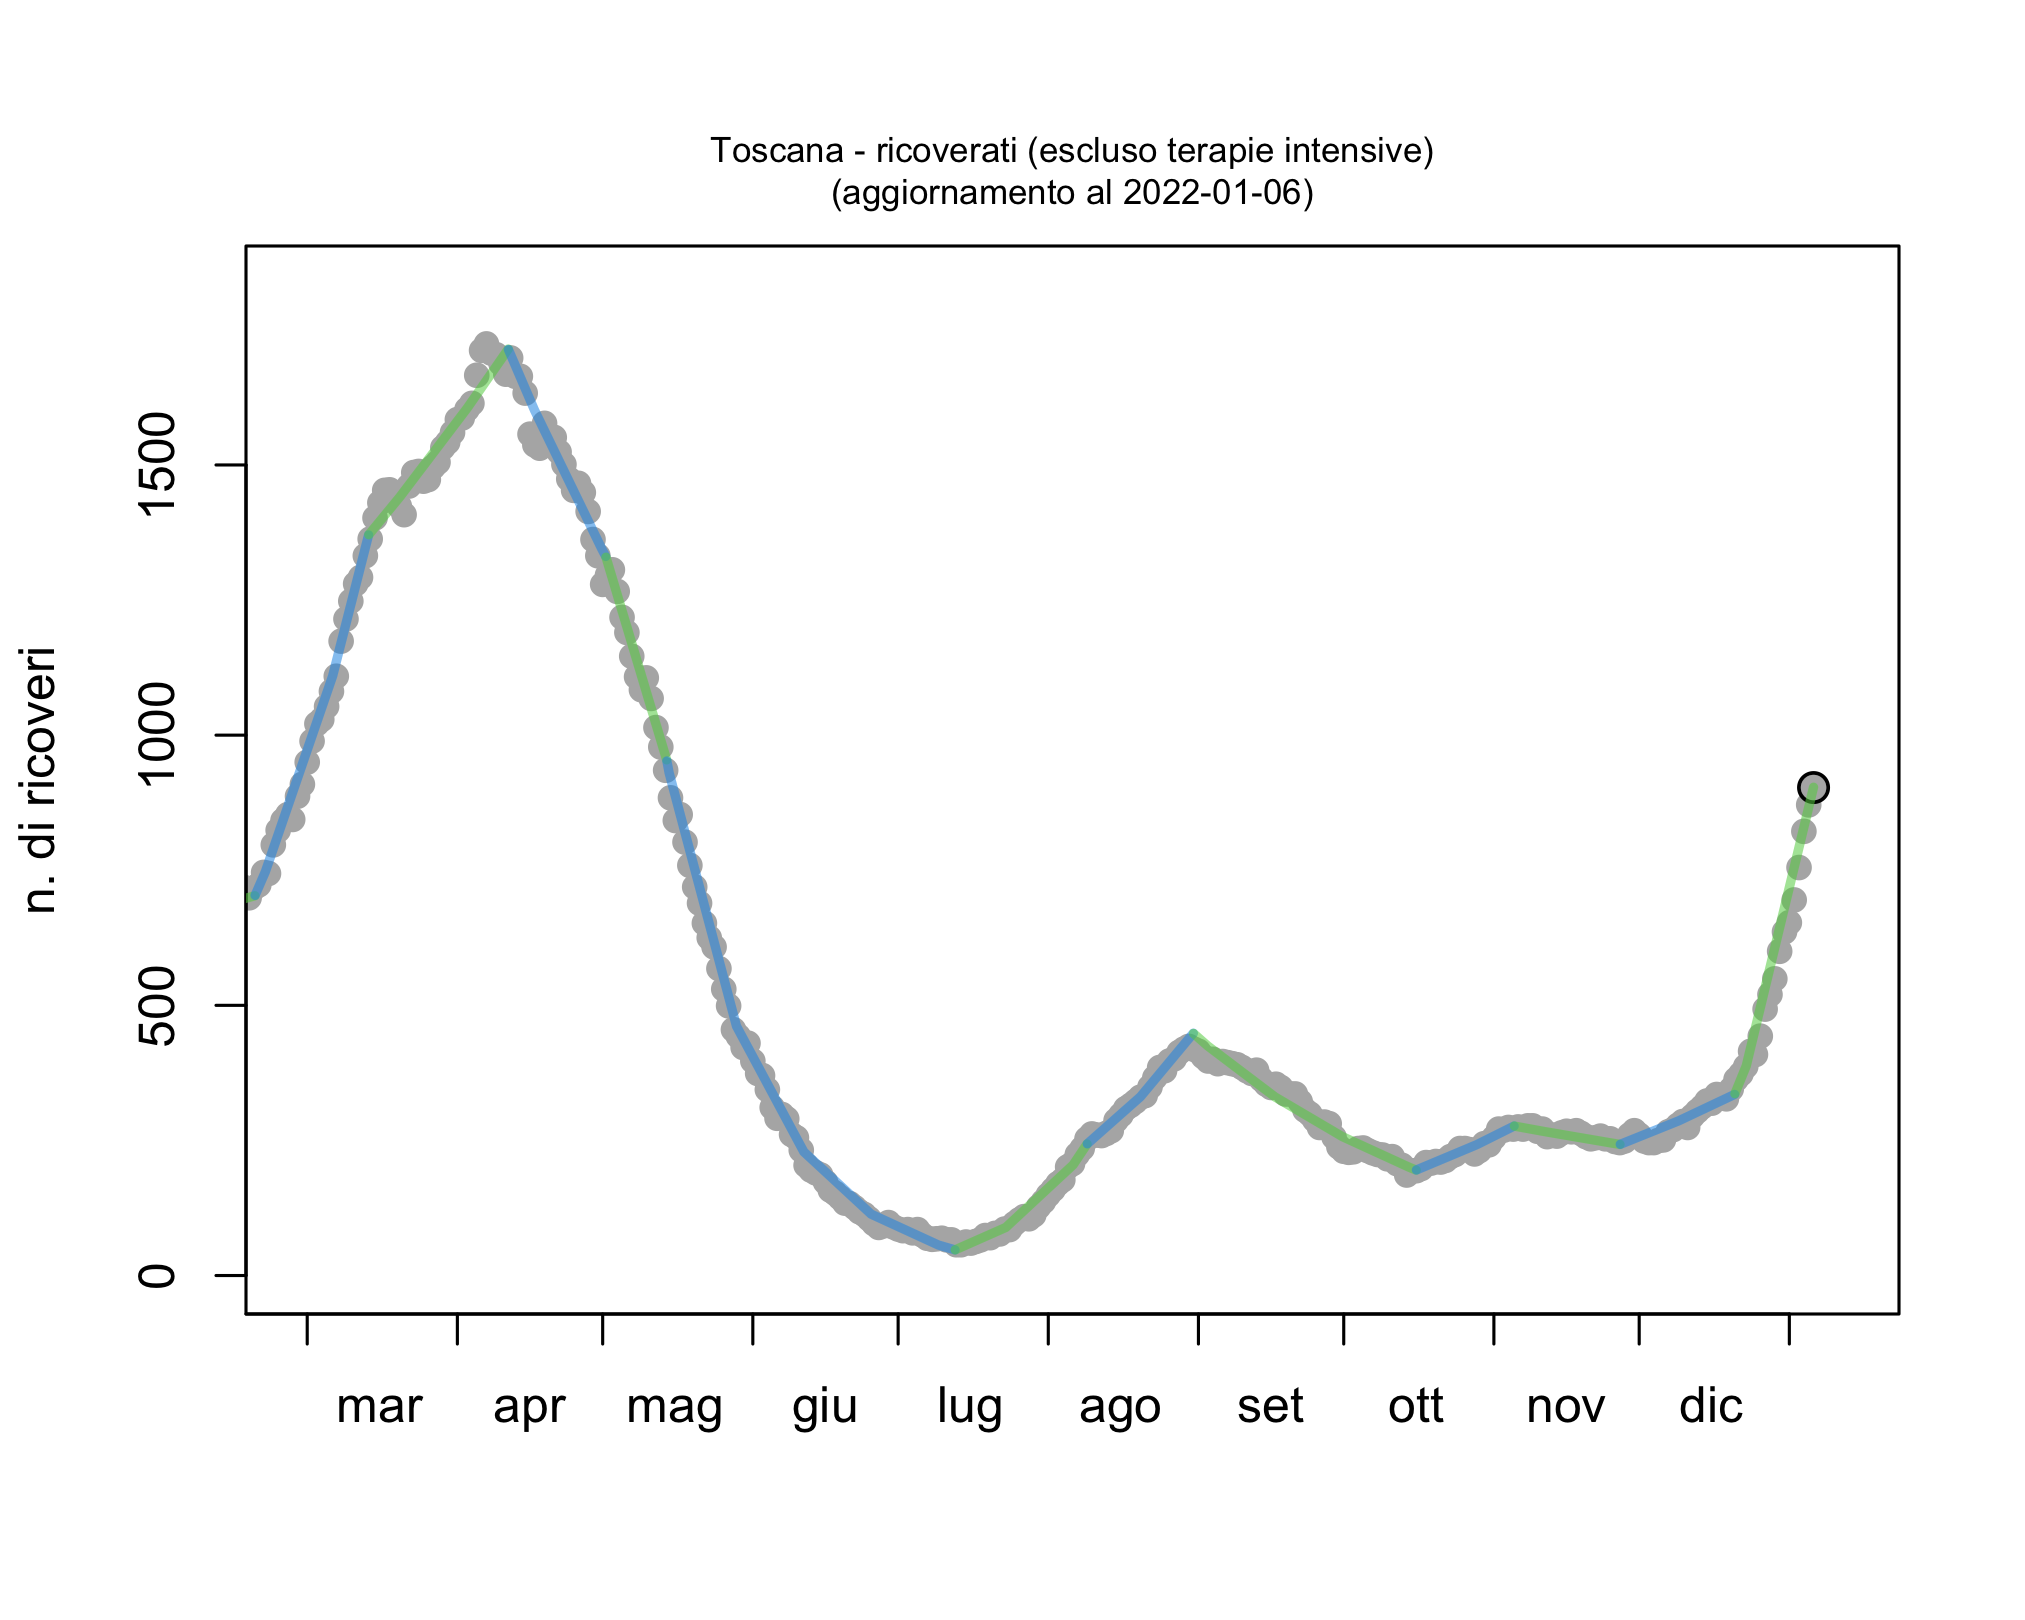 Toscana - ricoverati (escluso terapie intensive)
(aggiornamento al 2022-01-06)
n. di ricoveri
1500
1000
500
0
mar apr mag giu lug ago set ott nov dic